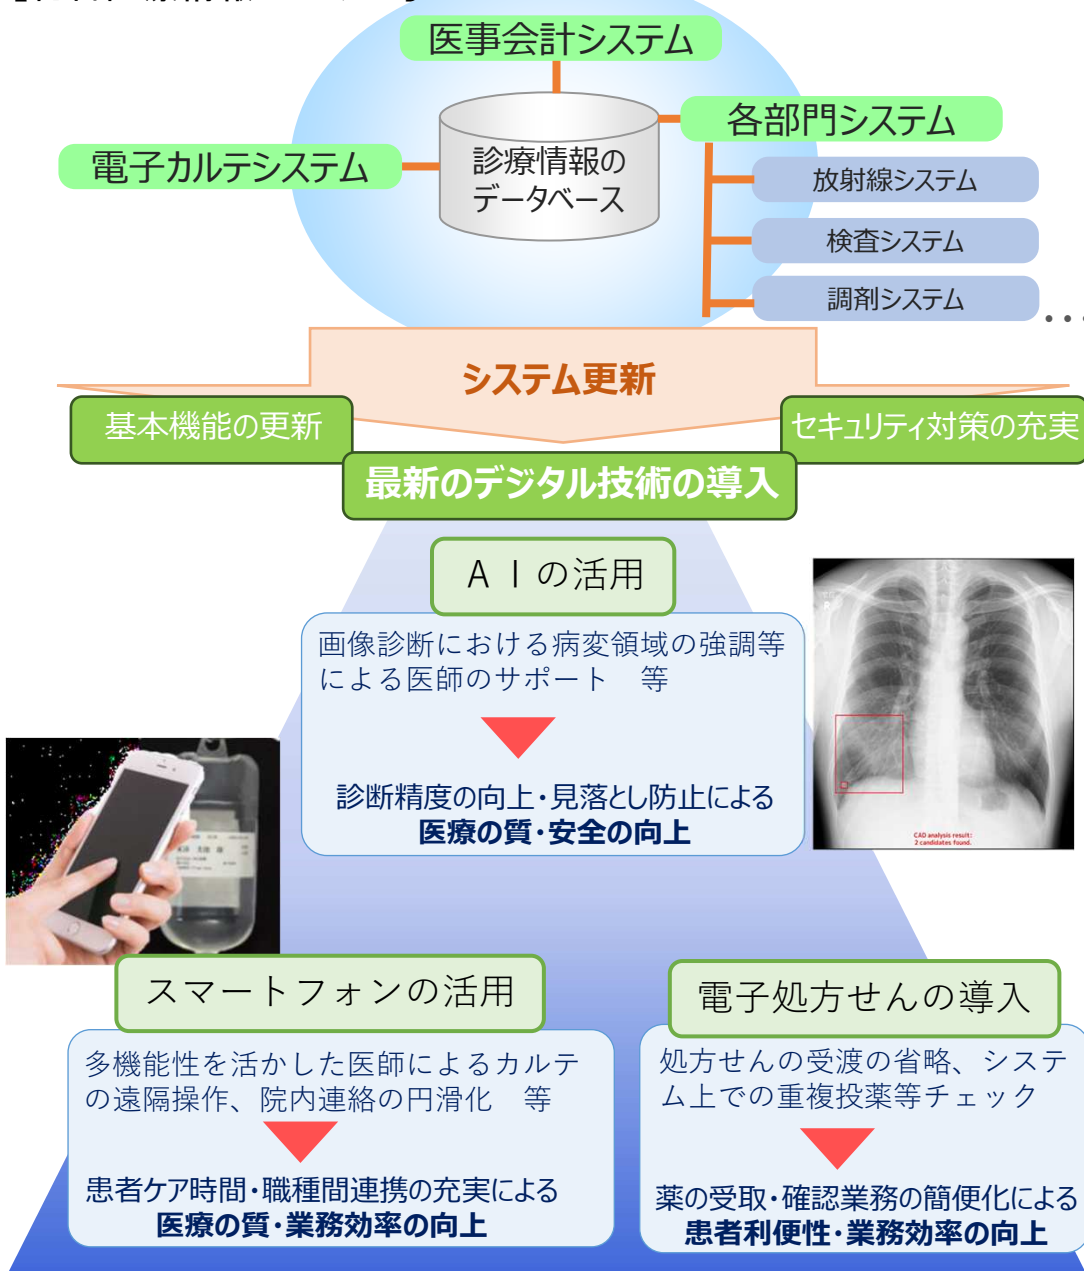 医事会計システム
各部門システム
電子カルテシステム
診療情報の
データベース
放射線システム
検査システム
調剤システム
・・・
システム更新
基本機能の更新
セキュリティ対策の充実
最新のデジタル技術の導入
ＡＩの活用
画像診断における病変領域の強調等
による医師のサポート　等
診断精度の向上・見落とし防止による
医療の質・安全の向上
R
CAD analysis result:
2 candidates found.
スマートフォンの活用
多機能性を活かした医師によるカルテ
の遠隔操作、院内連絡の円滑化　等
患者ケア時間・職種間連携の充実による
医療の質・業務効率の向上
電子処方せんの導入
処方せんの受渡の省略、システ
ム上での重複投薬等チェック
薬の受取・確認業務の簡便化による
患者利便性・業務効率の向上